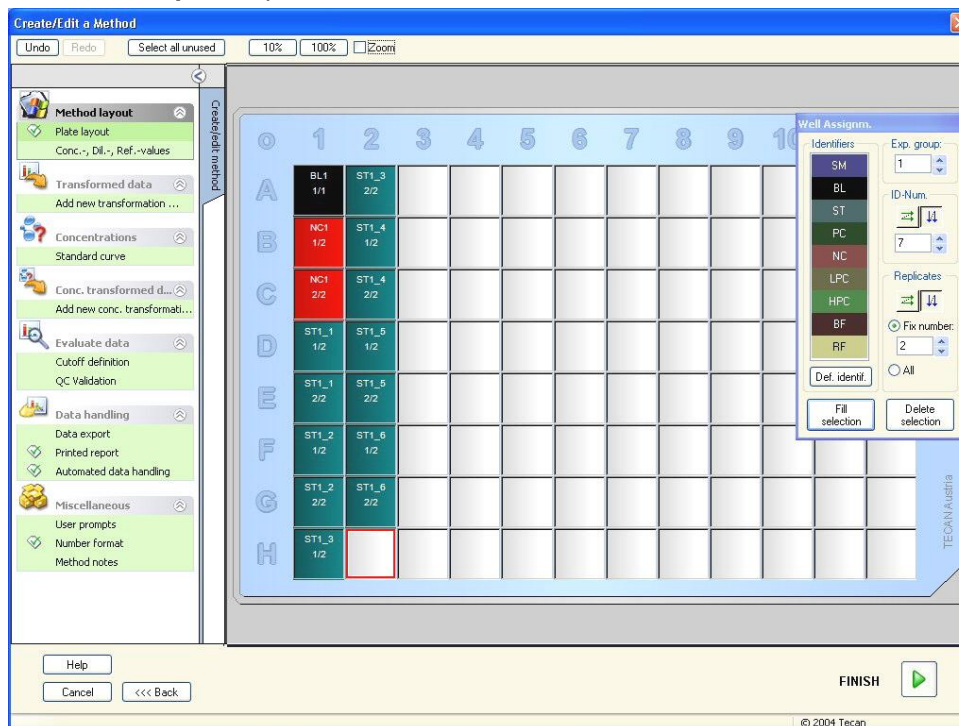 Create/Edit a Method
Undo Redo Select all unused 10% 100% Zoom
Create/edit method
Method layout
Plate layout
Conc.-, Dil.-, Ref.-values
Transformed data
Add new transformation ...
Concentrations
Standard curve
Conc. transformed d...
Add new conc. transformati...
Evaluate data
Cutoff definition
QC Validation
Data handling
Data export
Printed report
Automated data handling
Miscellaneous
User prompts
Number format
Method notes
o 1 2 3 4 5 6 7 8 9 10
A
BL1 ST1_3
1/1 2/2
B
NC1 ST1_4
1/2 1/2
C
NC1 ST1_4
2/2 2/2
D
ST1_1 ST1_5
1/2 1/2
E
ST1_1 ST1_5
2/2 2/2
F
ST1_2 ST1_6
1/2 1/2
G
ST1_2 ST1_6
2/2 2/2
H
ST1_3
1/2
Well Assignm.
Identifiers
SM
BL
ST
PC
NC
LPC
HPC
BF
RF
Def. identif.
Exp. group:
1
ID-Num.
7
Replicates
Fix number:
2
All
Fill selection
Delete selection
TECAN Austria
Help
Cancel <<< Back
FINISH
© 2004 Tecan